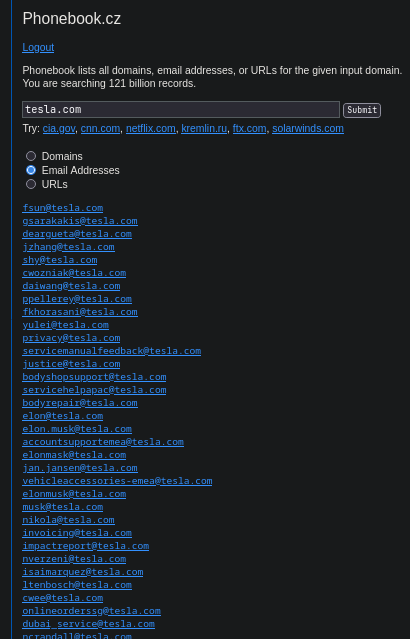 Phonebook.cz
Logout
Phonebook lists all domains, email addresses, or URLs for the given input domain.
You are searching 121 billion records.
tesla.com Submit
Try: cia.gov, cnn.com, netflix.com, kremlin.ru, ftx.com, solarwinds.com
Domains
Email Addresses
URLs
fsun@tesla.com
gsarakakis@tesla.com
deargueta@tesla.com
jzhang@tesla.com
shy@tesla.com
cwozniak@tesla.com
daiwang@tesla.com
ppellerey@tesla.com
fkhorasani@tesla.com
yulei@tesla.com
privacy@tesla.com
servicemanualfeedback@tesla.com
justice@tesla.com
bodyshopsupport@tesla.com
servicehelpapac@tesla.com
bodyrepair@tesla.com
elon@tesla.com
elon.musk@tesla.com
accountsupportemea@tesla.com
elonmask@tesla.com
jan.jansen@tesla.com
vehicleaccessories-emea@tesla.com
elonmusk@tesla.com
musk@tesla.com
nikola@tesla.com
invoicing@tesla.com
impactreport@tesla.com
nverzeni@tesla.com
isaimarquez@tesla.com
ltenbosch@tesla.com
cwee@tesla.com
onlineorderssg@tesla.com
dubai_service@tesla.com
ncrandall@tesla.com